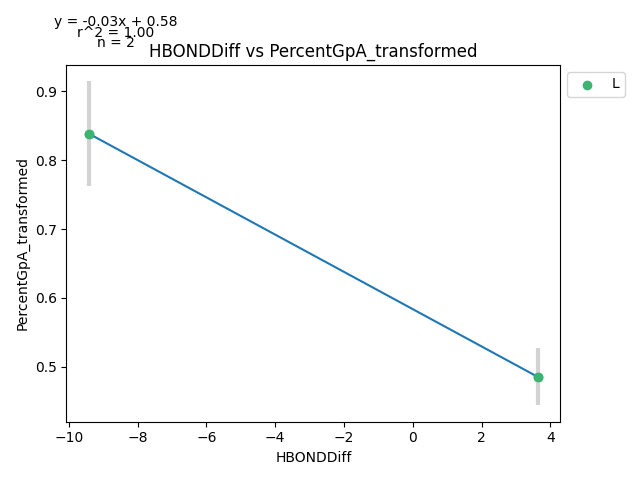 y = -0.03x + 0.58
r^2 = 1.00
n = 2
HBONDDiff vs PercentGpA_transformed
L
0.9
0.8
0.7
0.6
0.5
PercentGpA_transformed
−10
−8
−6
−4
−2
0
2
4
HBONDDiff